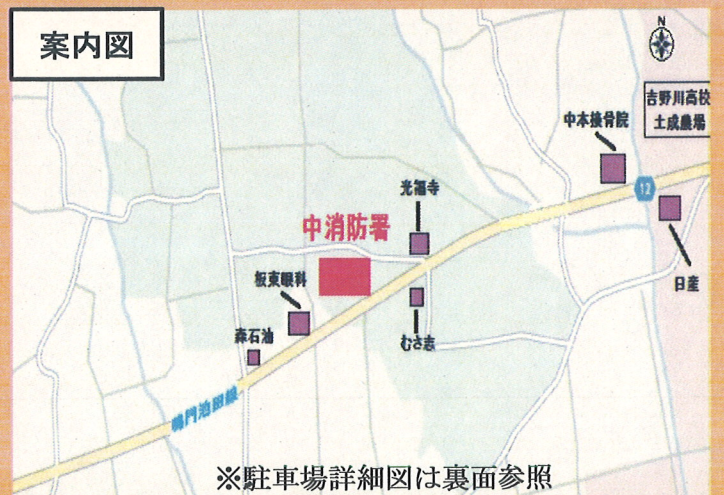 案内図
N
吉野川高校
土成農場
中本接骨院
12
光福寺
中消防署
板東眼科
日産
森石油
むさ志
鳴門池田線
※駐車場詳細図は裏面参照